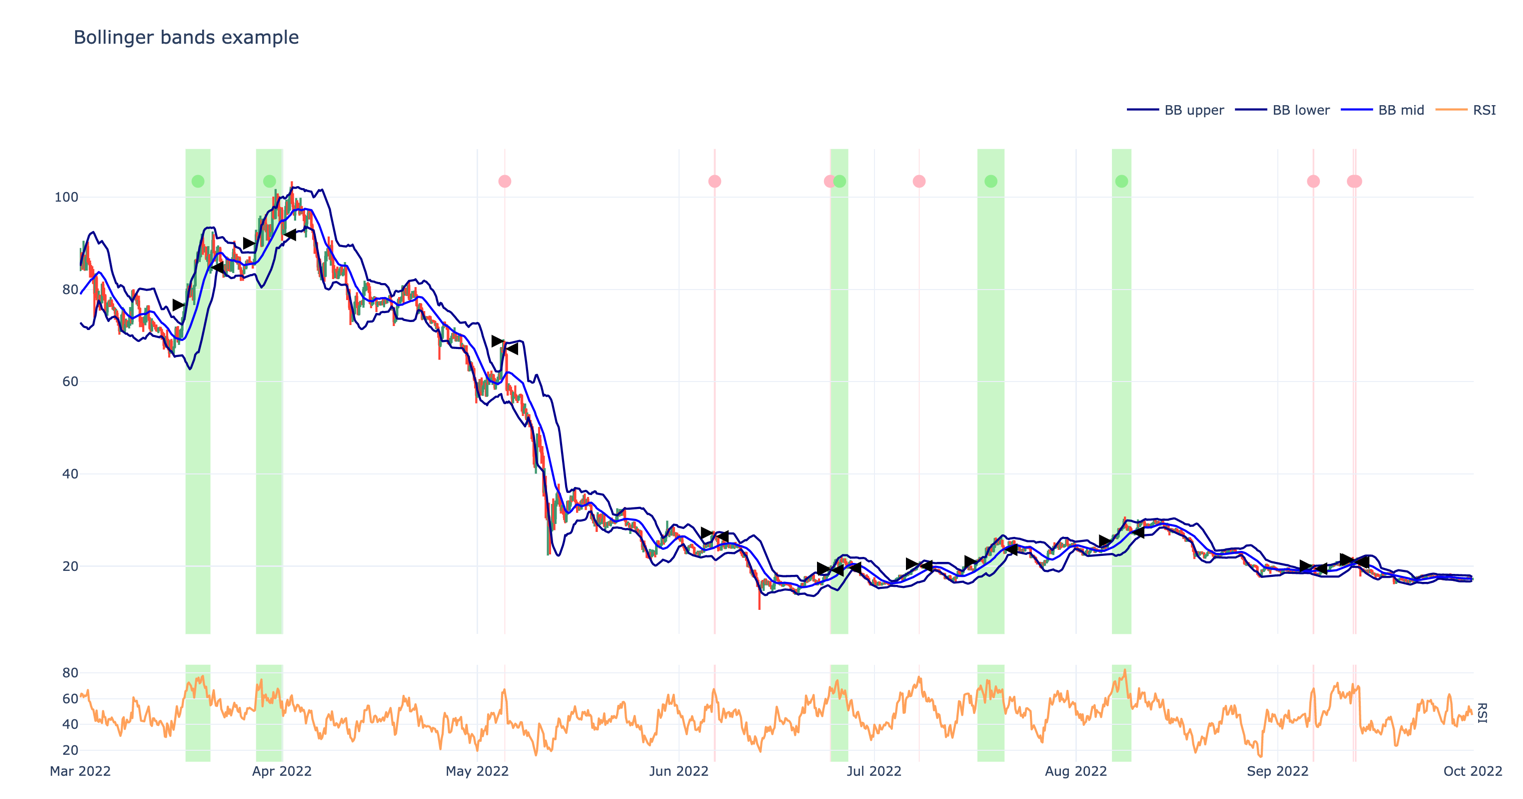 Bollinger bands example
BB upper
BB lower
BB mid
RSI
100
80
60
40
20
80
60
40
20
RSI
Mar 2022
Apr 2022
May 2022
Jun 2022
Jul 2022
Aug 2022
Sep 2022
Oct 2022